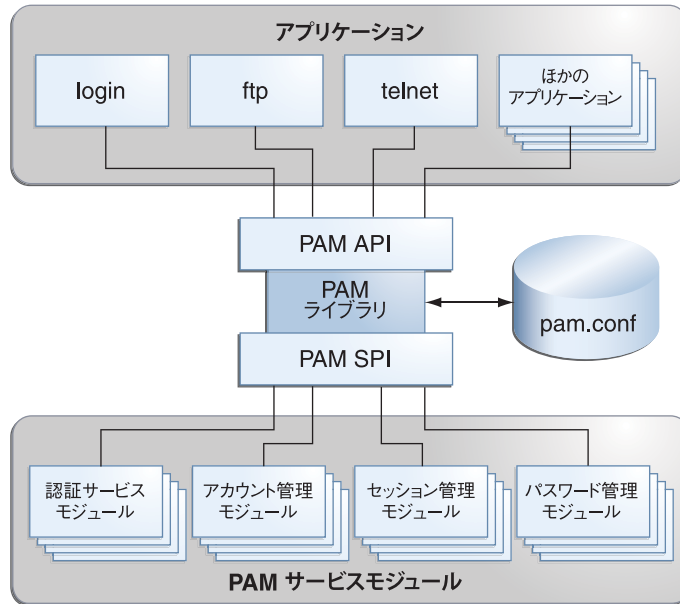 アプリケーション
login
ftp
telnet
ほかの
アプリケーション
PAM API
PAM
ライブラリ
pam.conf
PAM SPI
認証サービス
モジュール
アカウント管理
モジュール
セッション管理
モジュール
パスワード管理
モジュール
PAM サービスモジュール